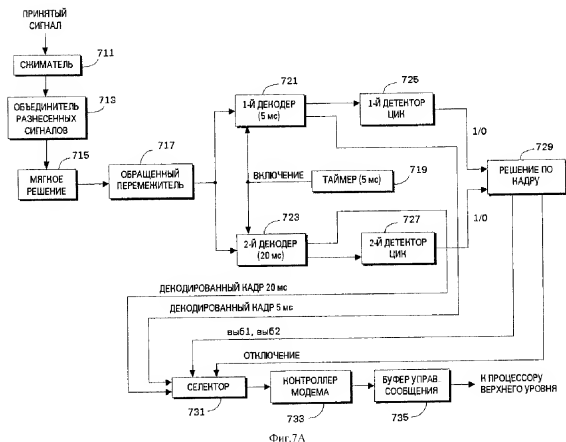 ПРИНЯТЫЙ
СИГНАЛ
711
СЖИМАТЕЛЬ
713
ОБЪЕДИНИТЕЛЬ
РАЗНЕСЕННЫХ
СИГНАЛОВ
715
МЯГКОЕ
РЕШЕНИЕ
717
ОБРАЩЕННЫЙ
ПЕРЕМЕНИТЕЛЬ
721
1-Й ДЕКОДЕР
(5 мс)
725
1-Й ДЕТЕКТОР
ЦИК
1/0
729
РЕШЕНИЕ ПО
КАДРУ
ВКЛЮЧЕНИЕ
ТАЙМЕР (5 мс)
719
723
2-Й ДЕКОДЕР
(20 мс)
727
2-Й ДЕТЕКТОР
ЦИК
1/0
ДЕКОДИРОВАННЫЙ КАДР 20 мс
ДЕКОДИРОВАННЫЙ КАДР 5 мс
выб1, выб2
ОТКЛЮЧЕНИЕ
СЕЛЕКТОР
731
КОНТРОЛЛЕР
МОДЕМА
733
БУФЕР УПРАВ.
СООБЩЕНИЯ
735
К ПРОЦЕССОРУ
ВЕРХНЕГО УРОВНЯ
Фиг.7А